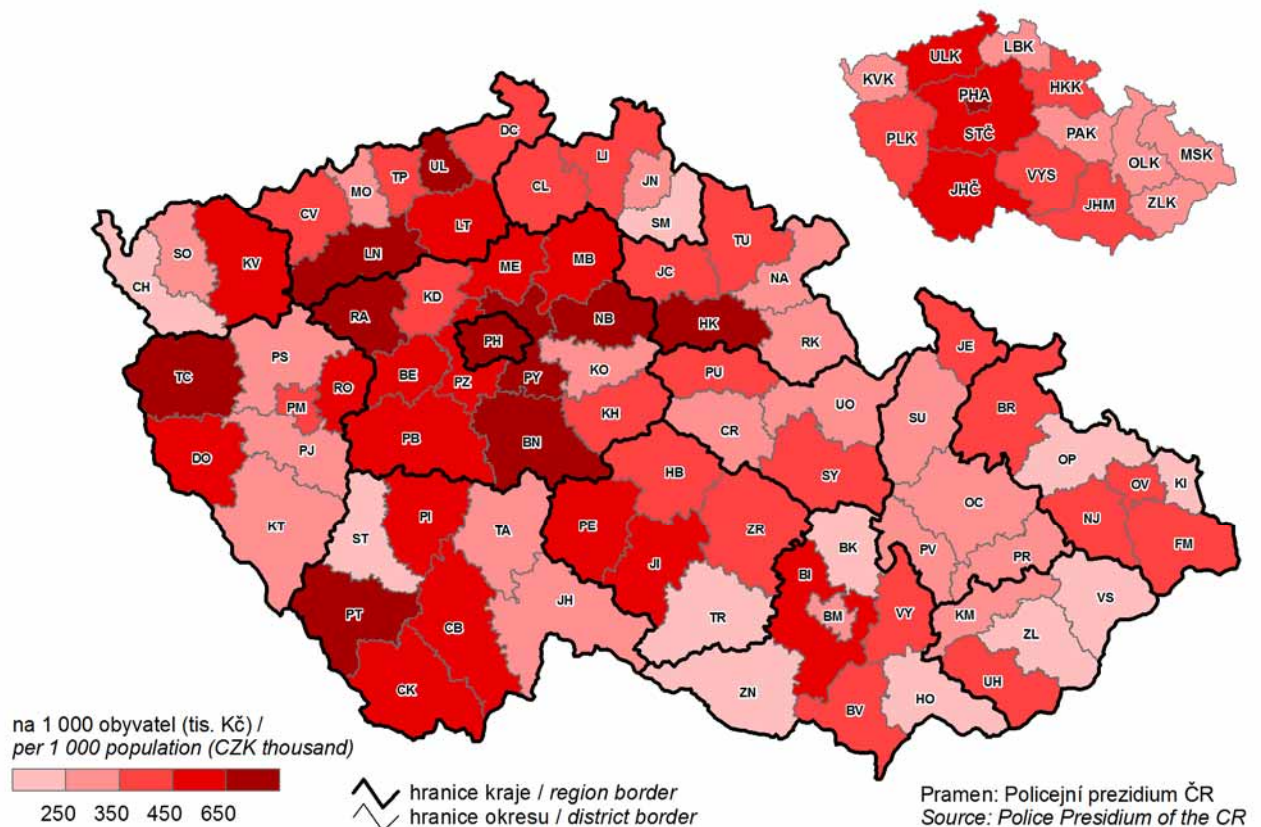 LBK
ULK
KVK
HKK
PHA
PLK
STČ
PAK
MSK
OLK
VYS
JHČ
JHM
ZLK
DC
LI
UL
TP
JN
MO
CL
CV
SM
LT
TU
SO
LN
KV
ME
MB
JC
NA
CH
KD
RA
NB
HK
PH
RK
JE
PS
TC
RO
BE
PZ
PY
KO
PU
UO
SU
BR
PM
KH
CR
PB
BN
PJ
DO
HB
SY
OP
OV
KI
OC
NJ
KT
PI
TA
PE
ZR
FM
ST
BK
PV
PR
JI
BI
VS
PT
JH
CB
TR
BM
VY
KM
ZL
CK
ZN
BV
HO
UH
na 1 000 obyvatel (tis. Kč) /
per 1 000 population (CZK thousand)
250 350 450 650
hranice kraje / region border
hranice okresu / district border
Pramen: Policejní prezidium ČR
Source: Police Presidium of the CR